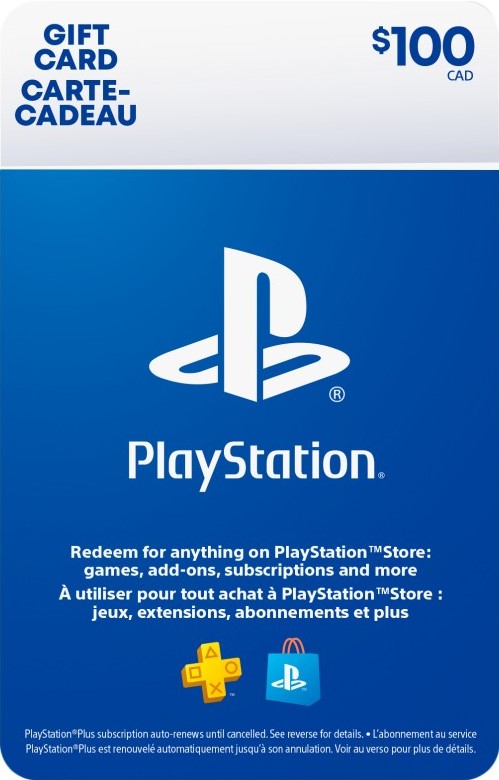 GIFT
CARD
CARTE-
CADEAU
$100
CAD
®
PlayStation®
Redeem for anything on PlayStation™Store:
games, add-ons, subscriptions and more
À utiliser pour tout achat à PlayStation™Store :
jeux, extensions, abonnements et plus
™
PlayStation®Plus subscription auto-renews until cancelled. See reverse for details. • L'abonnement au service
PlayStation®Plus est renouvelé automatiquement jusqu'à son annulation. Voir au verso pour plus de détails.